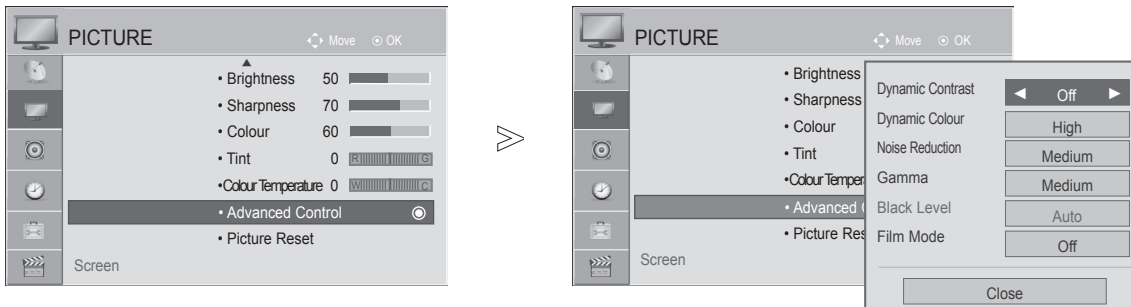 PICTURE
Move OK
• Brightness 50
• Sharpness 70
• Colour 60
• Tint 0 R G
•Colour Temperature 0 W C
• Advanced Control
• Picture Reset
Screen
PICTURE
Move OK
• Brightness
• Sharpness
• Colour
• Tint
•Colour Temper
• Advanced
• Picture Res
Screen
Dynamic Contrast Off
Dynamic Colour High
Noise Reduction Medium
Gamma Medium
Black Level Auto
Film Mode Off
Close